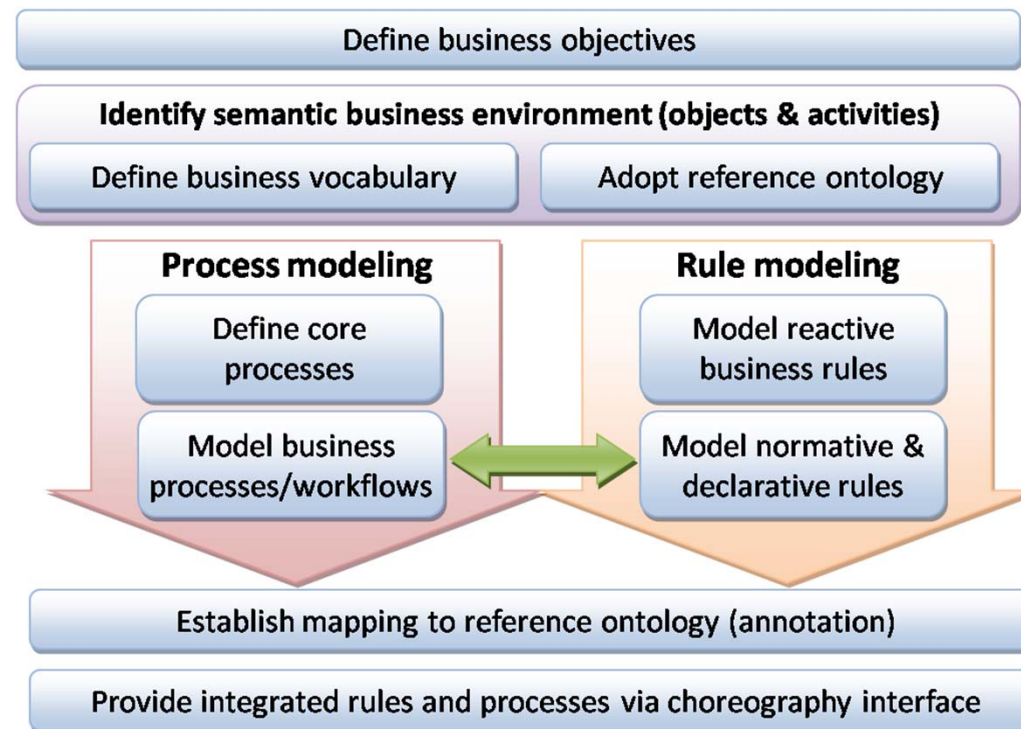 Define business objectives
Identify semantic business environment (objects & activities)
Define business vocabulary
Adopt reference ontology
Process modeling
Define core
processes
Model business
processes/workflows
Rule modeling
Model reactive
business rules
Model normative &
declarative rules
Establish mapping to reference ontology (annotation)
Provide integrated rules and processes via choreography interface